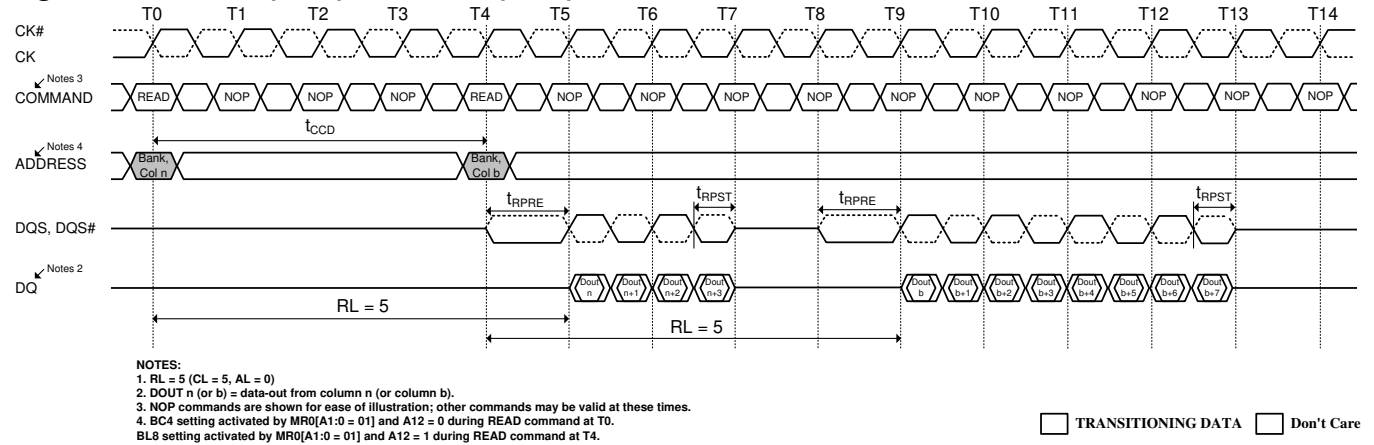 T0 T1 T2 T3 T4 T5 T6 T7 T8 T9 T10 T11 T12 T13 T14
CK#
CK
Notes 3
COMMAND READ NOP NOP NOP READ NOP NOP NOP NOP NOP NOP NOP NOP NOP NOP
tCCD
Notes 4
ADDRESS
Bank, Col n
Bank, Col b
tRPRE tRPST tRPRE tRPST
DQS, DQS#
Notes 2
DQ
Dout n
Dout n+1
Dout n+2
Dout n+3
Dout b
Dout b+1
Dout b+2
Dout b+3
Dout b+4
Dout b+5
Dout b+6
Dout b+7
RL = 5
RL = 5
NOTES:
1. RL = 5 (CL = 5, AL = 0)
2. DOUT n (or b) = data-out from column n (or column b).
3. NOP commands are shown for ease of illustration; other commands may be valid at these times.
4. BC4 setting activated by MR0[A1:0 = 01] and A12 = 0 during READ command at T0.
BL8 setting activated by MR0[A1:0 = 01] and A12 = 1 during READ command at T4.
TRANSITIONING DATA Don't Care